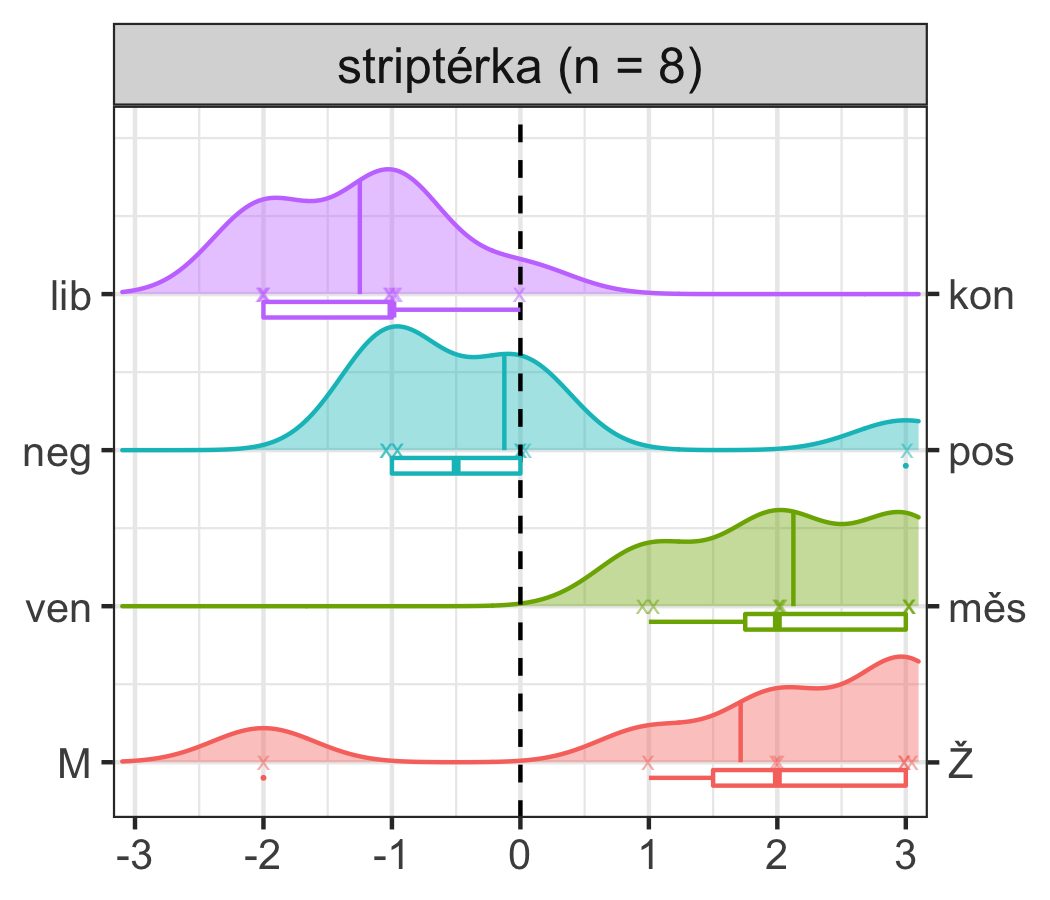 striptérka (n = 8)
lib kon
neg pos
ven měs
M Ž
-3 -2 -1 0 1 2 3